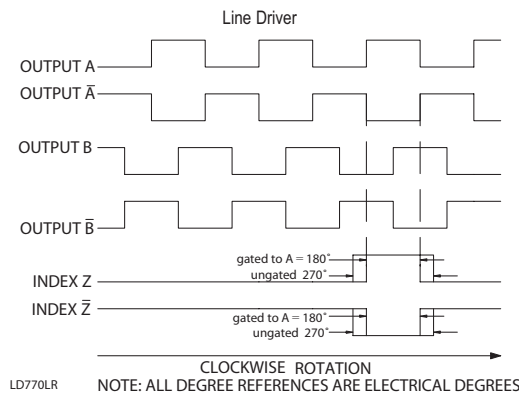 Line Driver
OUTPUT A
OUTPUT A̅
OUTPUT B
OUTPUT B̅
gated to A = 180°
ungated 270°
INDEX Z
INDEX Z̅
gated to A = 180°
ungated 270°
CLOCKWISE ROTATION
LD770LR NOTE: ALL DEGREE REFERENCES ARE ELECTRICAL DEGREES